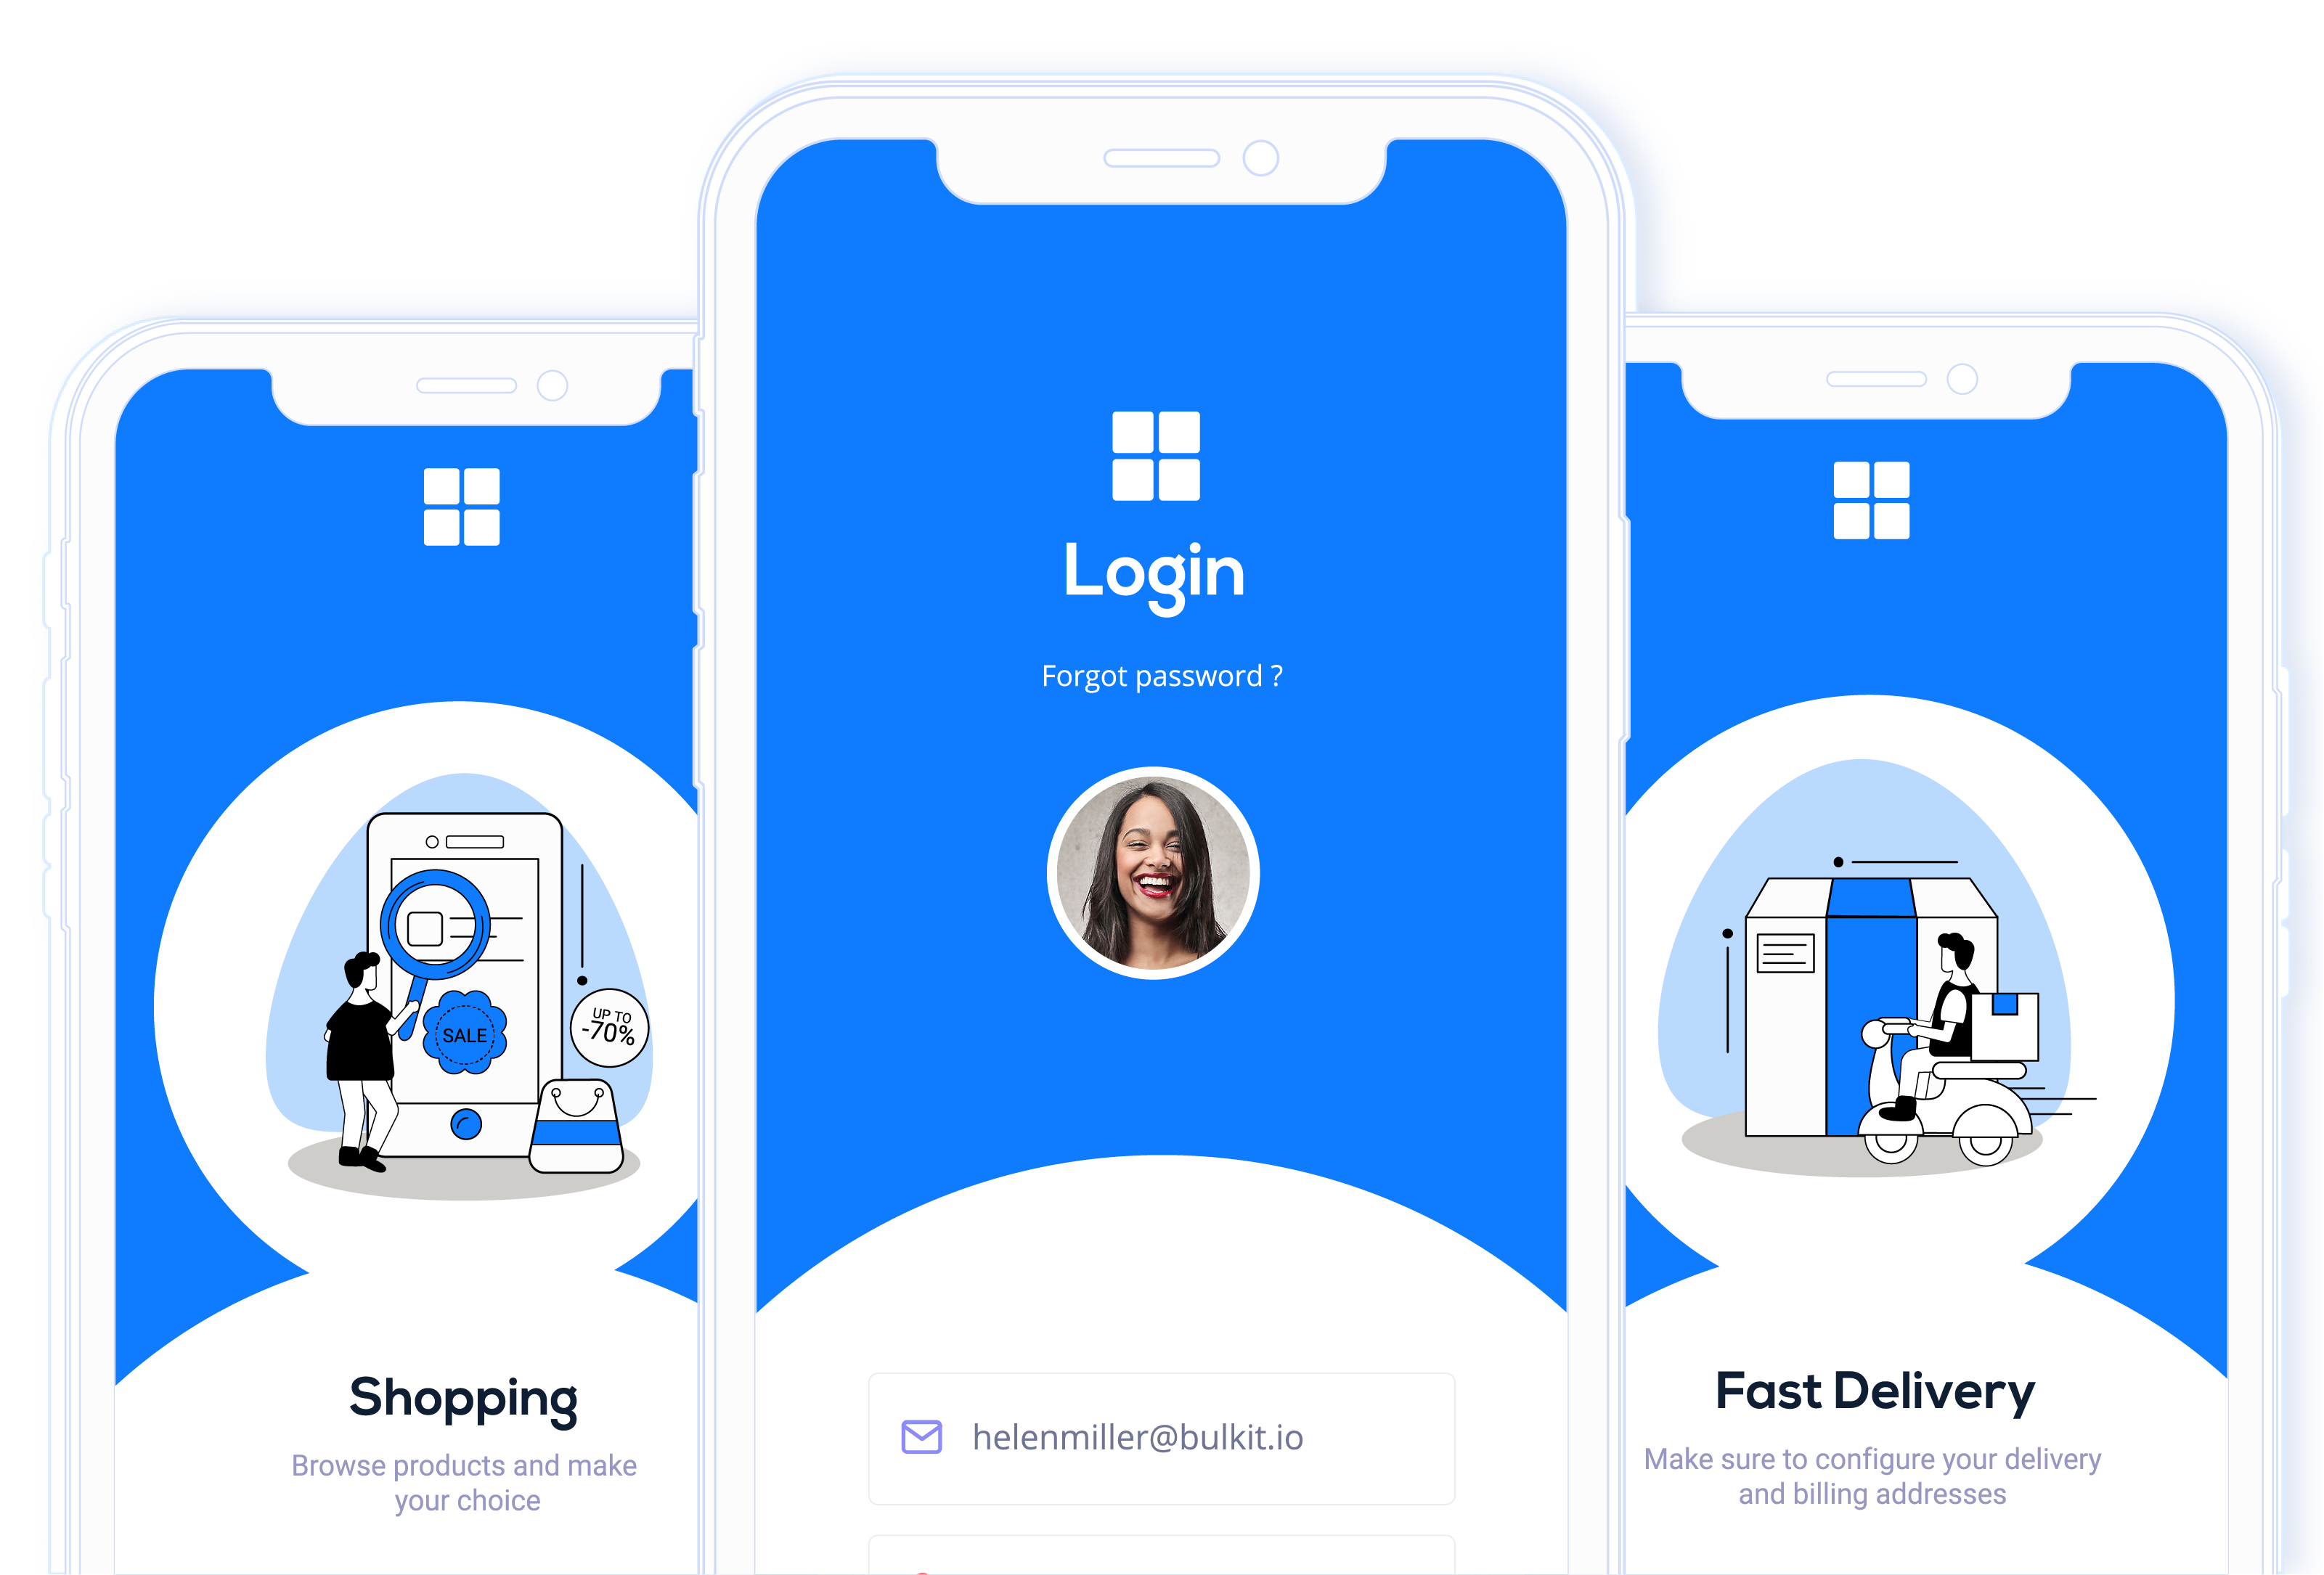 SALE
UP TO
-70%
Shopping
Browse products and make
your choice
Login
Forgot password ?
helenmiller@bulkit.io
Fast Delivery
Make sure to configure your delivery
and billing addresses